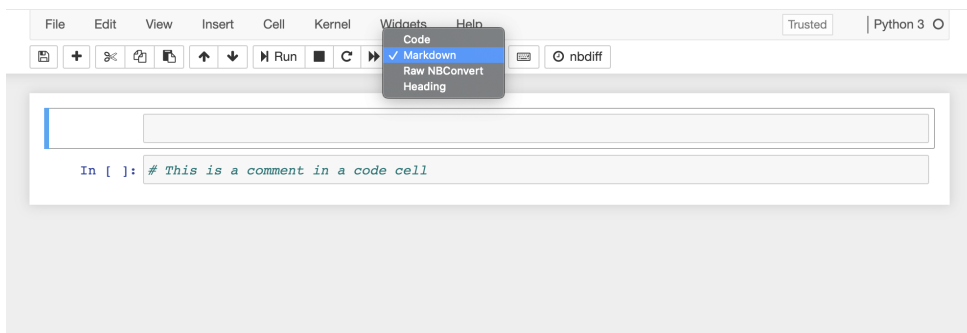 File Edit View Insert Cell Kernel Widgets Help Trusted Python 3
Run nbdiff
Code
✓ Markdown
Raw NBConvert
Heading
In [ ]: # This is a comment in a code cell